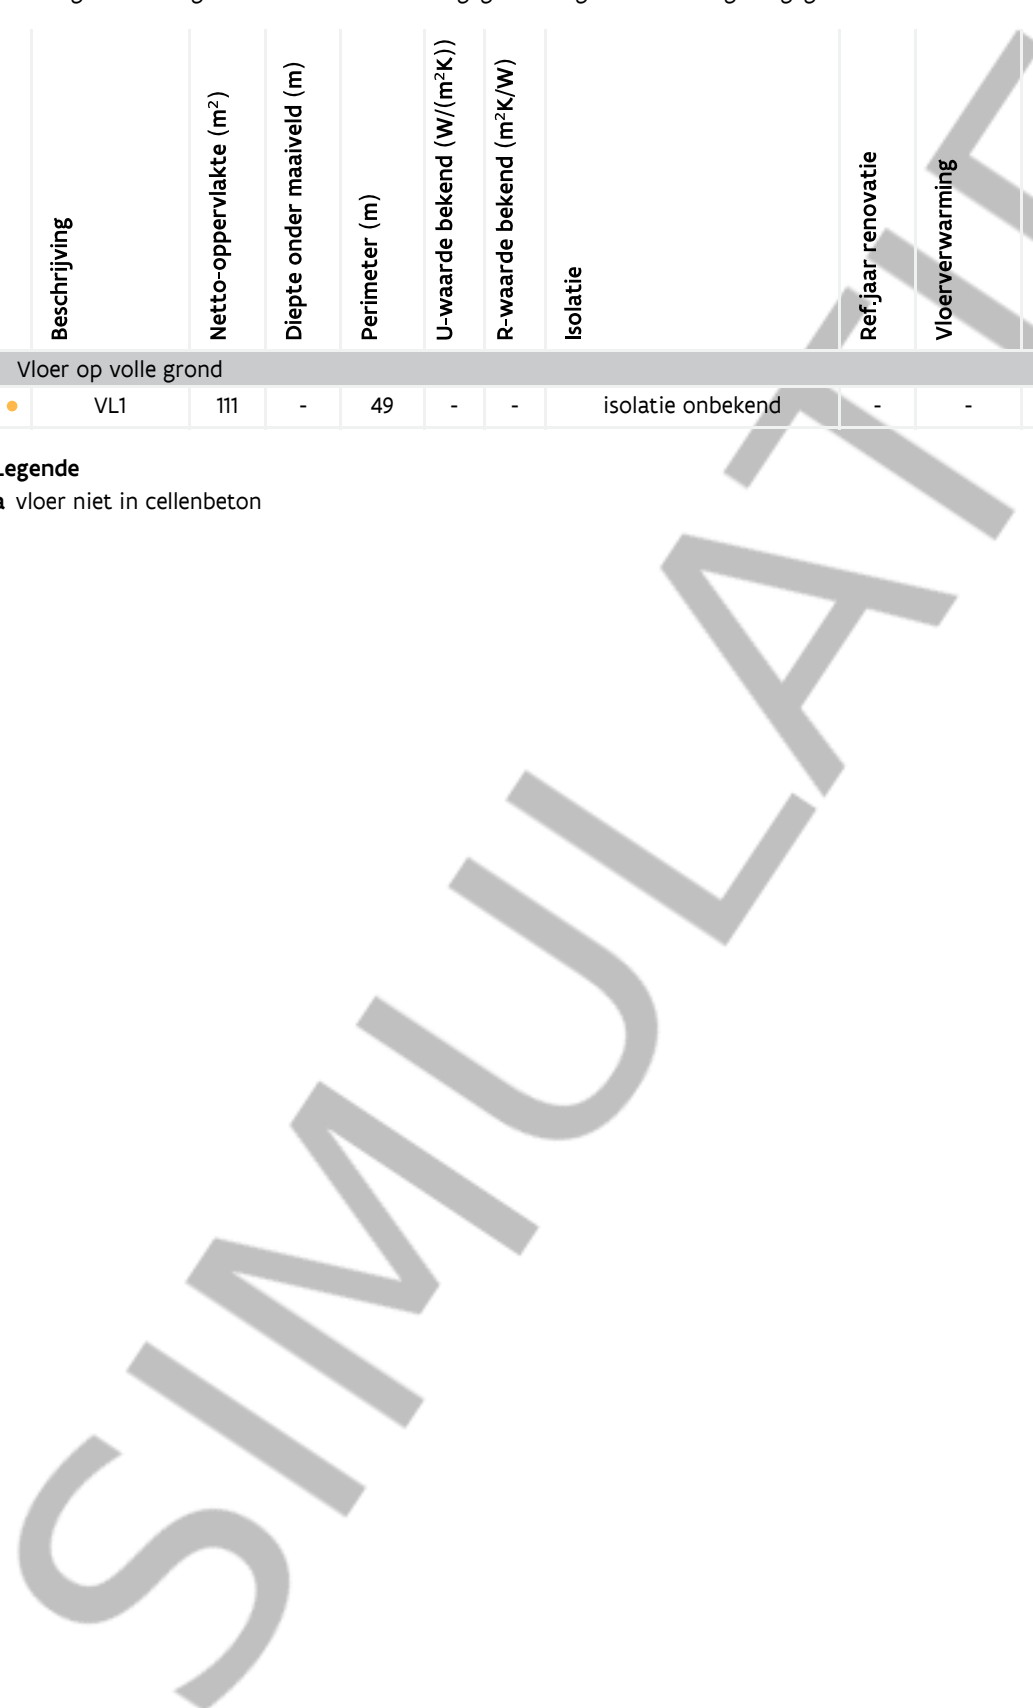 Beschrijving
Netto-oppervlakte (m²)
Diepte onder maaiveld (m)
Perimeter (m)
U-waarde bekend (W/(m²K))
R-waarde bekend (m²K/W)
Isolatie
Ref.jaar renovatie
Vloerverwarming
Vloer op volle grond
VL1 111 - 49 - - isolatie onbekend - -
Legende
a vloer niet in cellenbeton